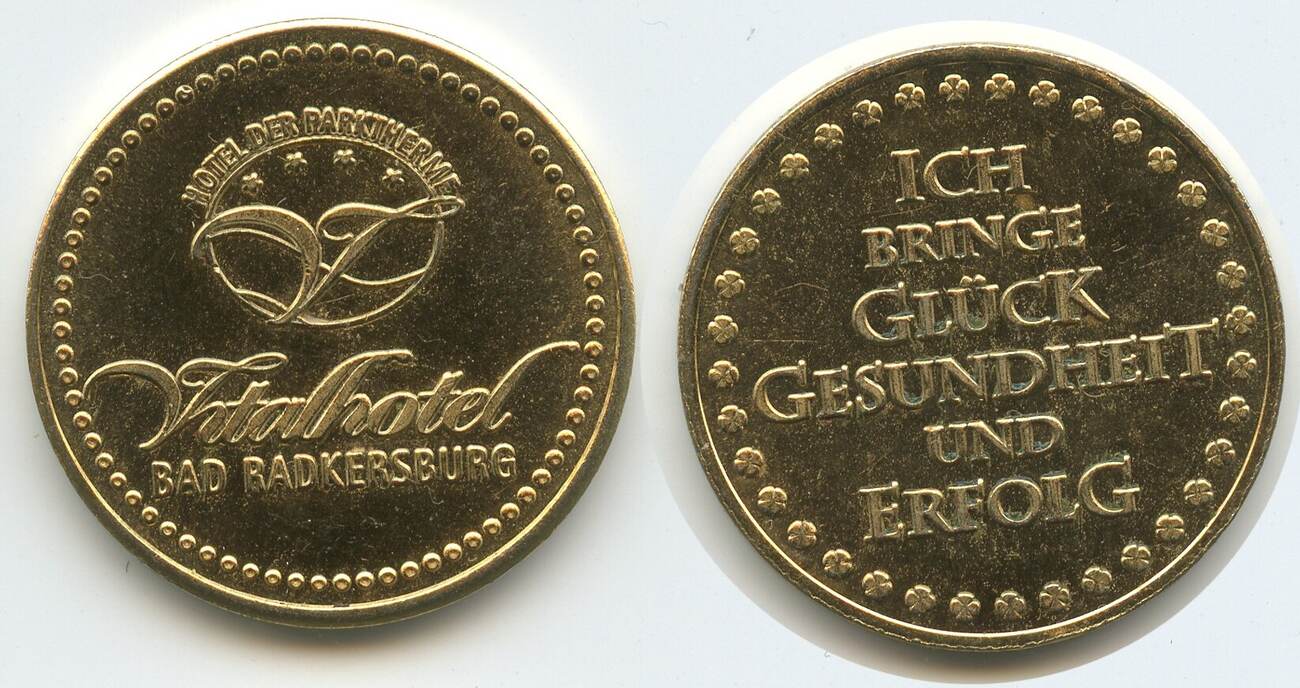 HOTEL DER PARKTHERME
Vitalhotel
BAD RADKERSBURG
ICH
BRINGE
GLÜCK
GESUNDHEIT
UND
ERFOLG